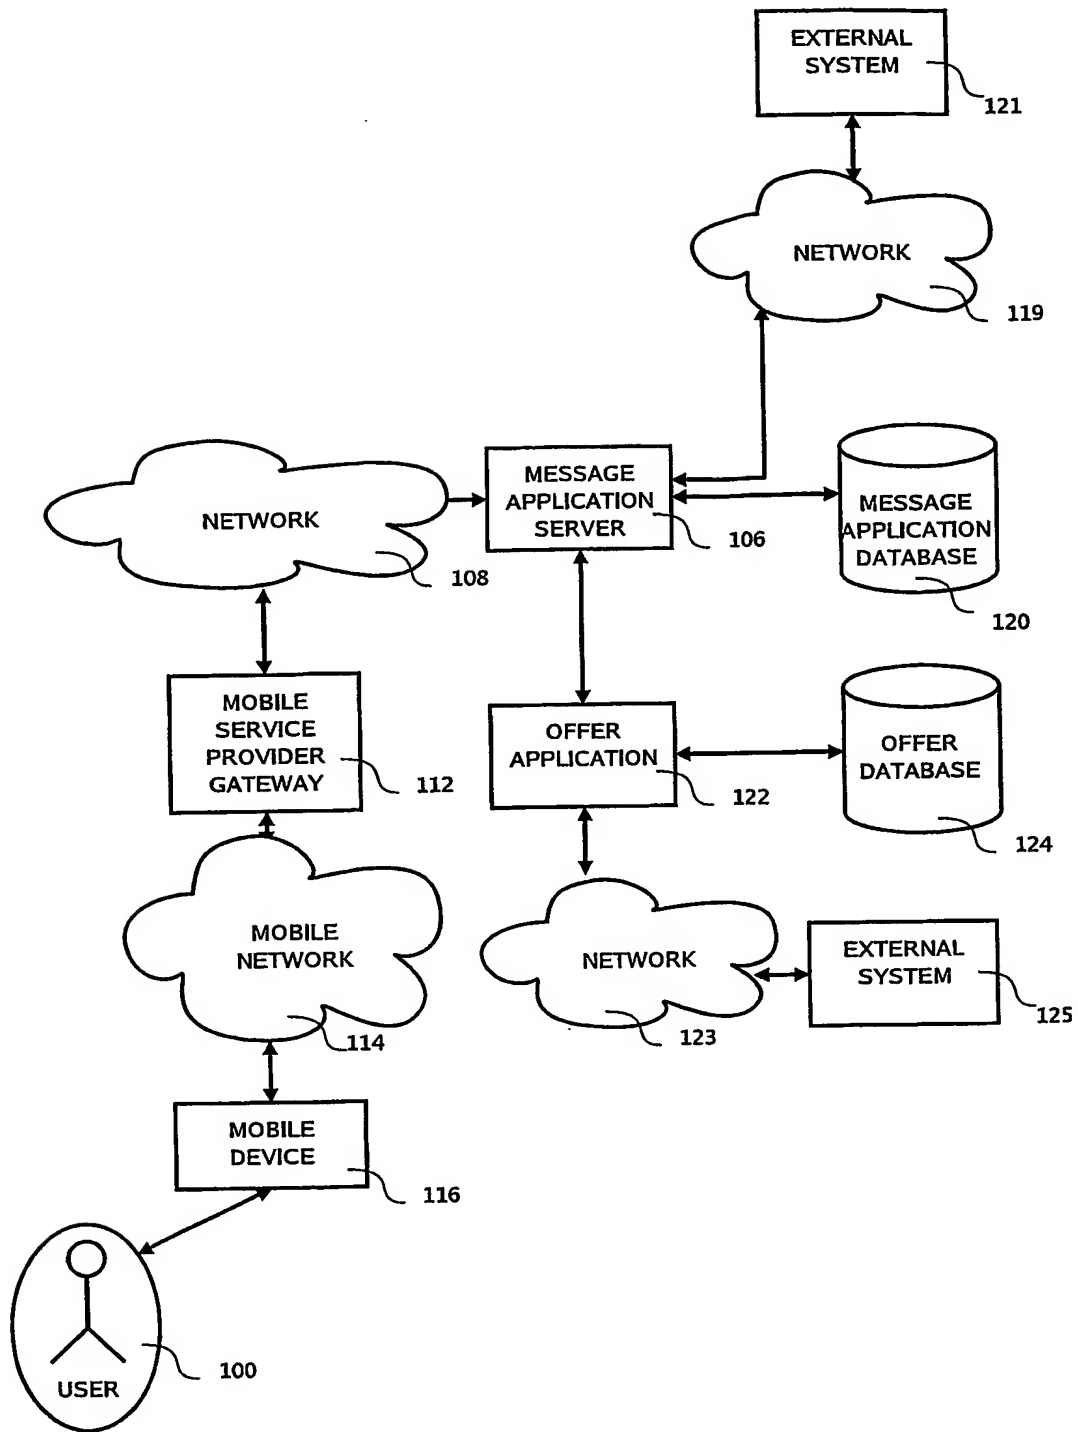 EXTERNAL
SYSTEM
121
NETWORK
119
MESSAGE
APPLICATION
SERVER
106
MESSAGE
APPLICATION
DATABASE
120
NETWORK
108
MOBILE
SERVICE
PROVIDER
GATEWAY
112
OFFER
APPLICATION
122
OFFER
DATABASE
124
MOBILE
NETWORK
114
NETWORK
123
EXTERNAL
SYSTEM
125
MOBILE
DEVICE
116
USER
100